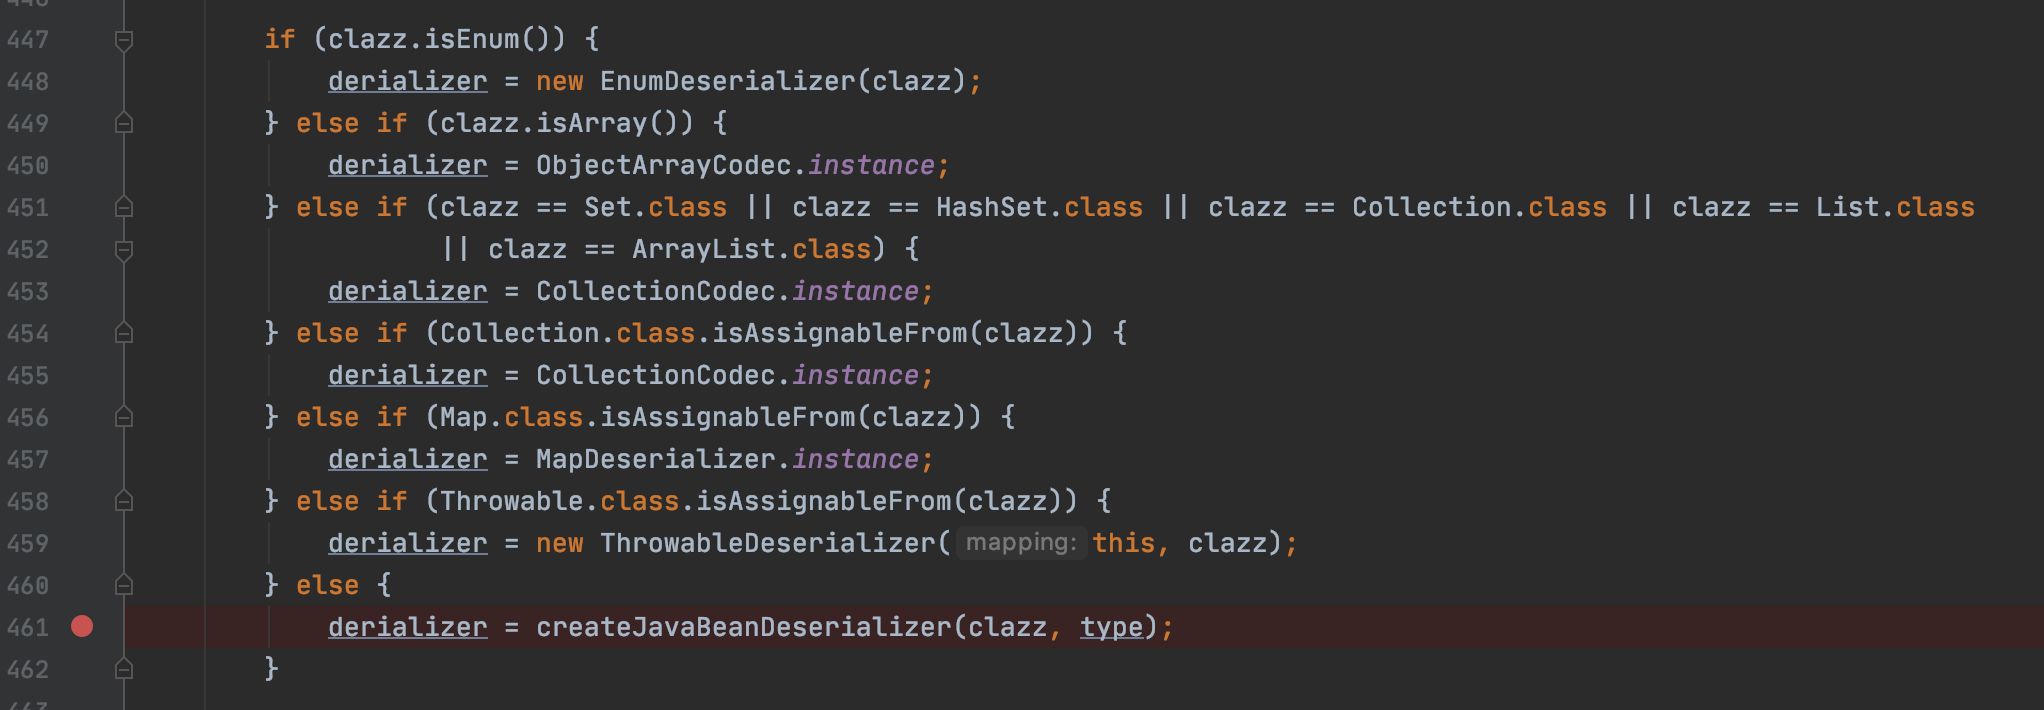 447 if (clazz.isEnum()) {
448 derializer = new EnumDeserializer(clazz);
449 } else if (clazz.isArray()) {
450 derializer = ObjectArrayCodec.instance;
451 } else if (clazz == Set.class || clazz == HashSet.class || clazz == Collection.class || clazz == List.class
452 || clazz == ArrayList.class) {
453 derializer = CollectionCodec.instance;
454 } else if (Collection.class.isAssignableFrom(clazz)) {
455 derializer = CollectionCodec.instance;
456 } else if (Map.class.isAssignableFrom(clazz)) {
457 derializer = MapDeserializer.instance;
458 } else if (Throwable.class.isAssignableFrom(clazz)) {
459 derializer = new ThrowableDeserializer( mapping: this, clazz);
460 } else {
461 derializer = createJavaBeanDeserializer(clazz, type);
462 }